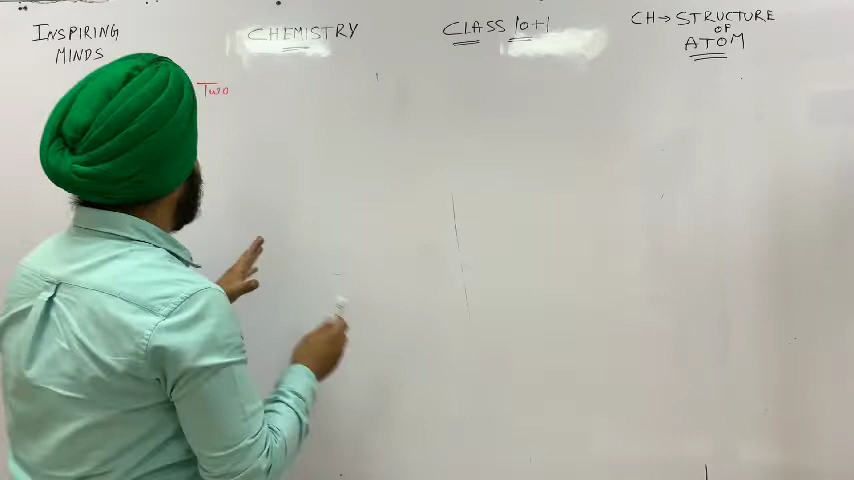 INSPIRING
MINDS
CHEMISTRY
CLASS 10+1
CH→ STRUCTURE
OF
ATOM
Two